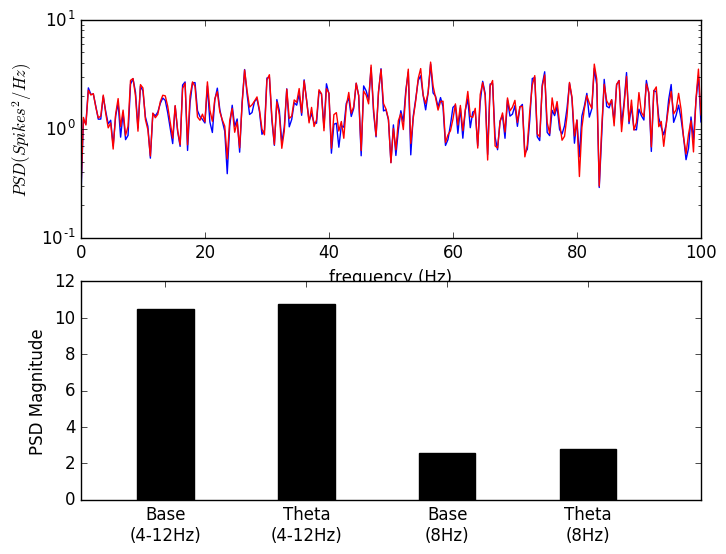 10^1
10^0
10^-1
PSD(Spikes^2/Hz)
0 20 40 60 80 100
frequency (Hz)
12
10
8
6
4
2
0
PSD Magnitude
Base Theta Base Theta
(4-12Hz) (4-12Hz) (8Hz) (8Hz)